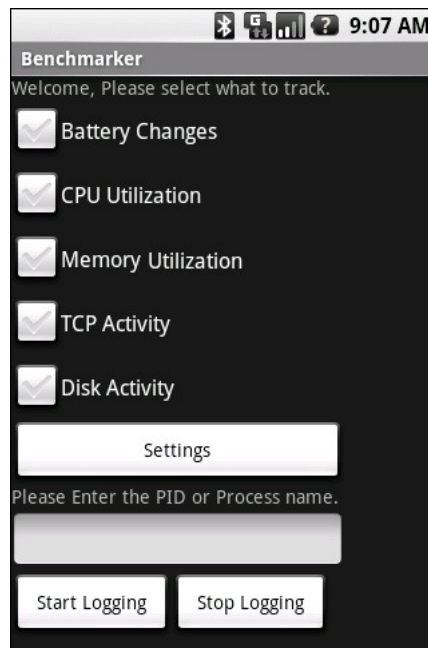 9:07 AM
Benchmarker
Welcome, Please select what to track.
Battery Changes
CPU Utilization
Memory Utilization
TCP Activity
Disk Activity
Settings
Please Enter the PID or Process name.
Start Logging Stop Logging